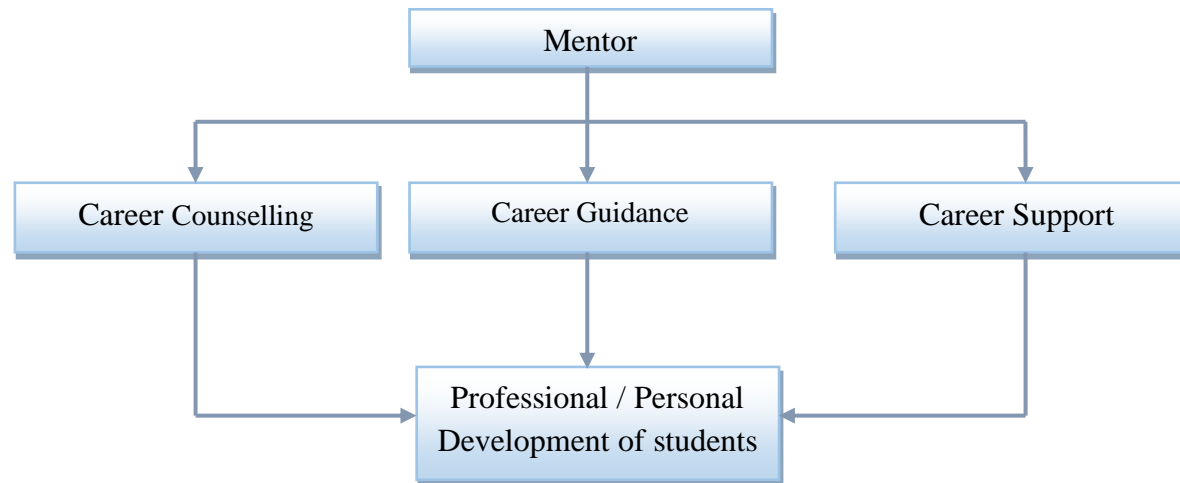 Mentor
Career Counselling
Career Guidance
Career Support
Professional / Personal
Development of students